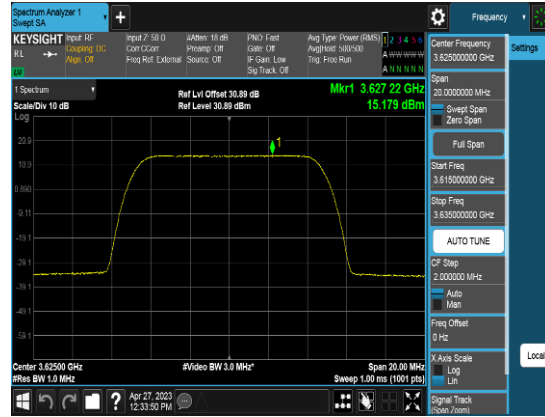 Spectrum Analyzer 1
Swept SA
+
Frequency
KEYSIGHT
Input: RF
Input Z: 50 Ω
#Atten: 18 dB
PNO: Fast
Avg Type: Power (RMS)
1 2 3 4 5 6
RL
Coupling: DC
Corr CCorr
Preamp: Off
Gate: Off
Avg|Hold: 500/500
A W W W W W
Align: Off
Freq Ref: External
Source: Off
IF Gain: Low
Trig: Free Run
Sig Track: Off
A N N N N N
LNI
1 Spectrum
Ref Lvl Offset 30.89 dB
Mkr1 3.627 22 GHz
Scale/Div 10 dB
Ref Level 30.89 dBm
15.179 dBm
Log
1
20.9
10.9
0.890
-9.11
-19.1
-29.1
-39.1
-49.1
-59.1
Center 3.62500 GHz
#Video BW 3.0 MHz*
Span 20.00 MHz
#Res BW 1.0 MHz
Sweep 1.00 ms (1001 pts)
Apr 27, 2023
12:33:50 PM
Center Frequency
3.625000000 GHz
Settings
Span
20.0000000 MHz
Swept Span
Zero Span
Full Span
Start Freq
3.615000000 GHz
Stop Freq
3.635000000 GHz
AUTO TUNE
CF Step
2.000000 MHz
Auto
Man
Freq Offset
0 Hz
X Axis Scale
Log
Lin
Local
Signal Track
(Span Zoom)